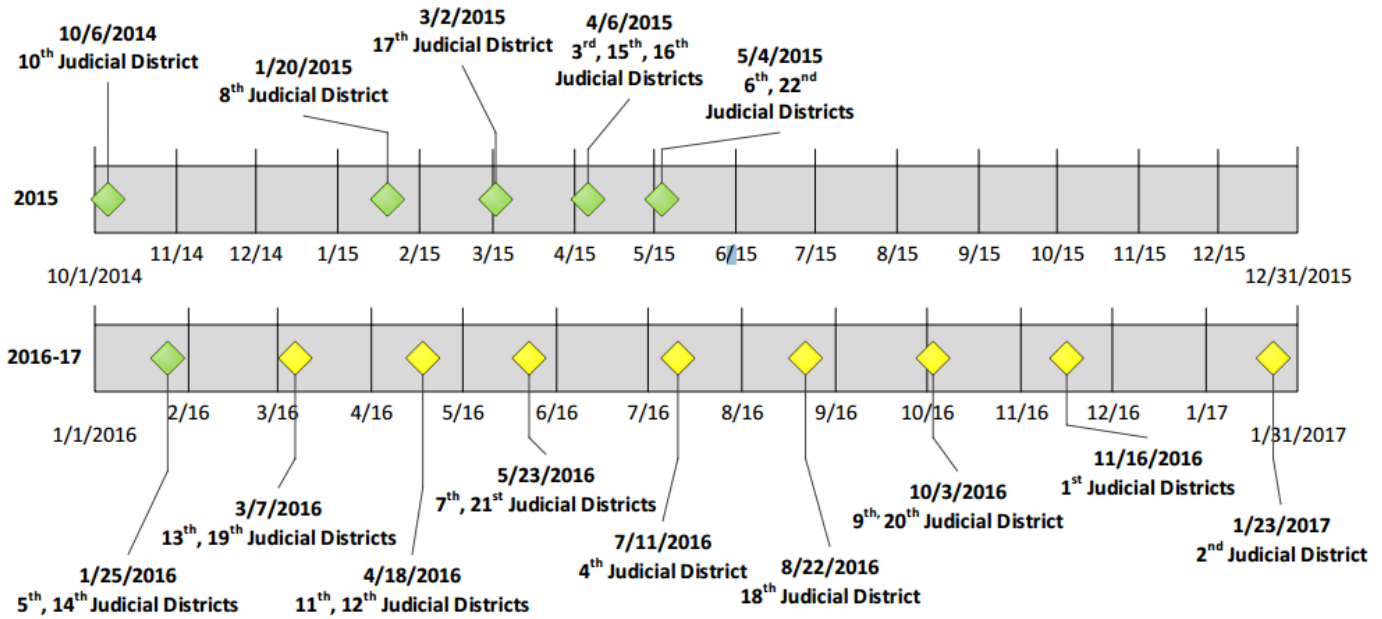 10/6/2014
10th Judicial District
1/20/2015
8th Judicial District
3/2/2015
17th Judicial District
4/6/2015
3rd, 15th, 16th
Judicial Districts
5/4/2015
6th, 22nd
Judicial Districts
2015
11/14 12/14 1/15 2/15 3/15 4/15 5/15 6/15 7/15 8/15 9/15 10/15 11/15 12/15
10/1/2014 12/31/2015
2016-17
2/16 3/16 4/16 5/16 6/16 7/16 8/16 9/16 10/16 11/16 12/16 1/17
1/1/2016 1/31/2017
1/25/2016
5th, 14th Judicial Districts
3/7/2016
13th, 19th Judicial Districts
4/18/2016
11th, 12th Judicial Districts
5/23/2016
7th, 21st Judicial Districts
7/11/2016
4th Judicial District
8/22/2016
18th Judicial District
10/3/2016
9th, 20th Judicial District
11/16/2016
1st Judicial Districts
1/23/2017
2nd Judicial District